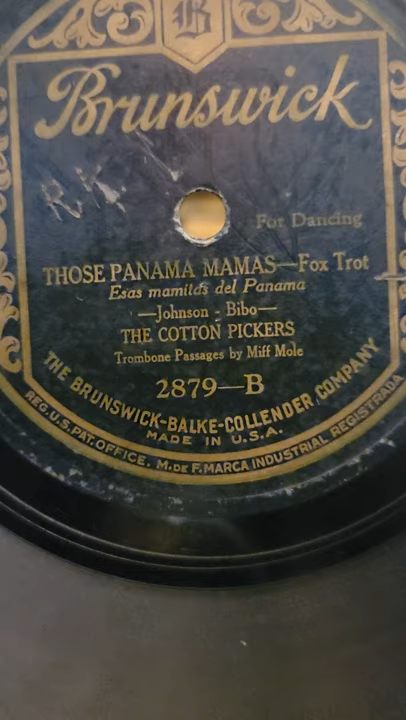 B
Brunswick
R.K
For Dancing
THOSE PANAMA MAMAS—Fox Trot
Esas mamitas del Panama
—Johnson - Bibo—
THE COTTON PICKERS
Trombone Passages by Miff Mole
2879—B
THE BRUNSWICK-BALKE-COLLENDER COMPANY
MADE IN U.S.A.
REG. U.S. PAT. OFFICE. M. DE F. MARCA INDUSTRIAL REGISTRADA